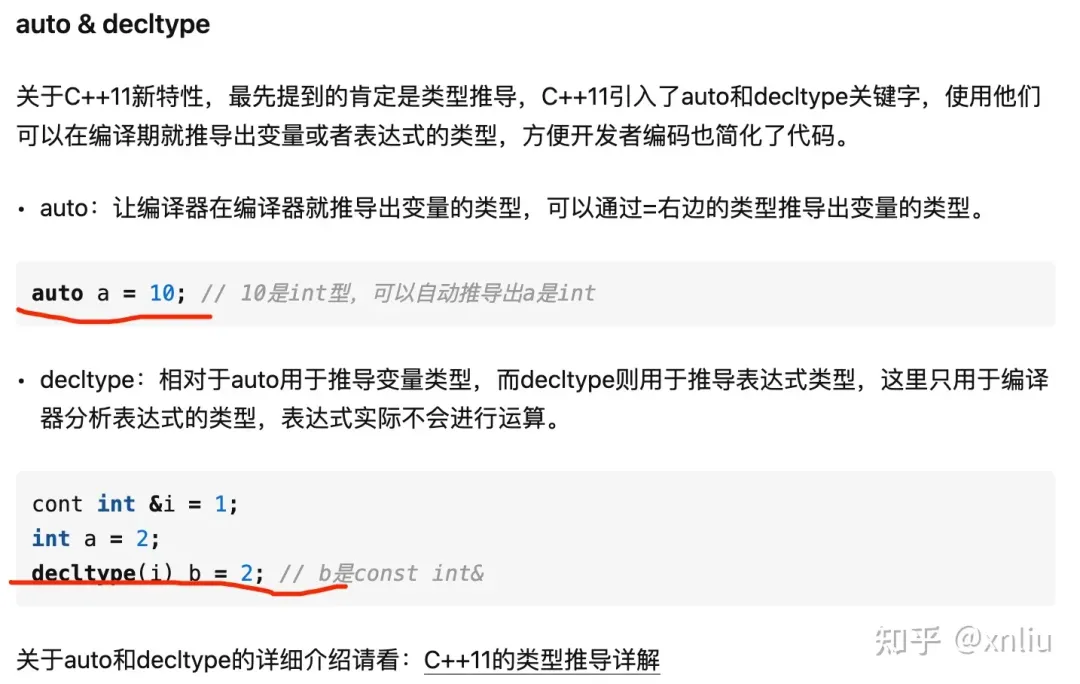 auto & decltype
关于C++11新特性，最先提到的肯定是类型推导，C++11引入了auto和decltype关键字，使用他们
可以在编译期就推导出变量或者表达式的类型，方便开发者编码也简化了代码。
• auto：让编译器在编译器就推导出变量的类型，可以通过=右边的类型推导出变量的类型。
auto a = 10; // 10是int型，可以自动推导出a是int
• decltype：相对于auto用于推导变量类型，而decltype则用于推导表达式类型，这里只用于编译
器分析表达式的类型，表达式实际不会进行运算。
cont int &i = 1;
int a = 2;
decltype(i) b = 2; // b是const int&
关于auto和decltype的详细介绍请看：C++11的类型推导详解
知乎 @xnliu